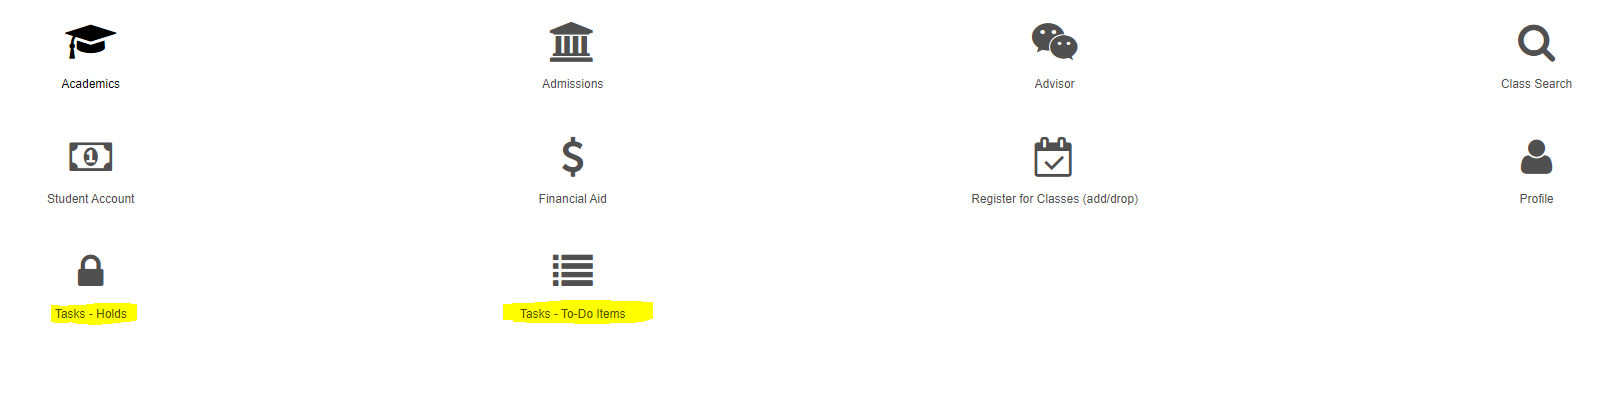 Academics
Admissions
Advisor
Class Search
1
Student Account
$
Financial Aid
Register for Classes (add/drop)
Profile
Tasks - Holds
Tasks - To-Do Items